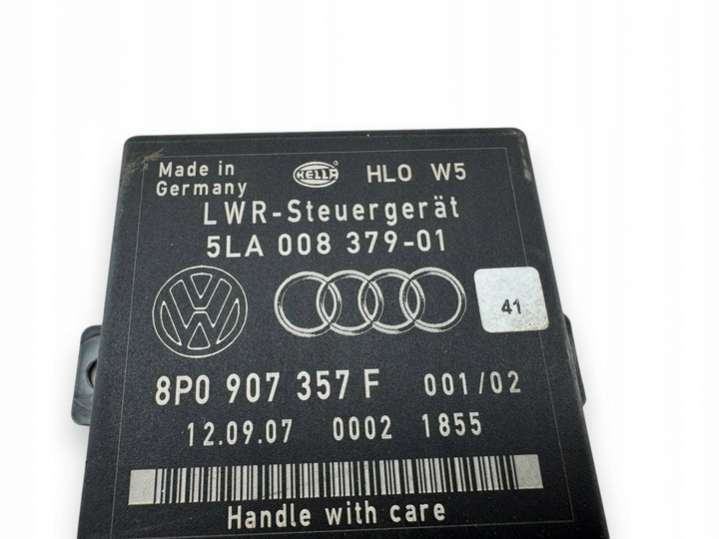 Made in HELLA HLO W5
Germany
LWR-Steuergerät
5LA 008 379-01
VW
41
8P0 907 357 F 001/02
12.09.07 0002 1855
Handle with care